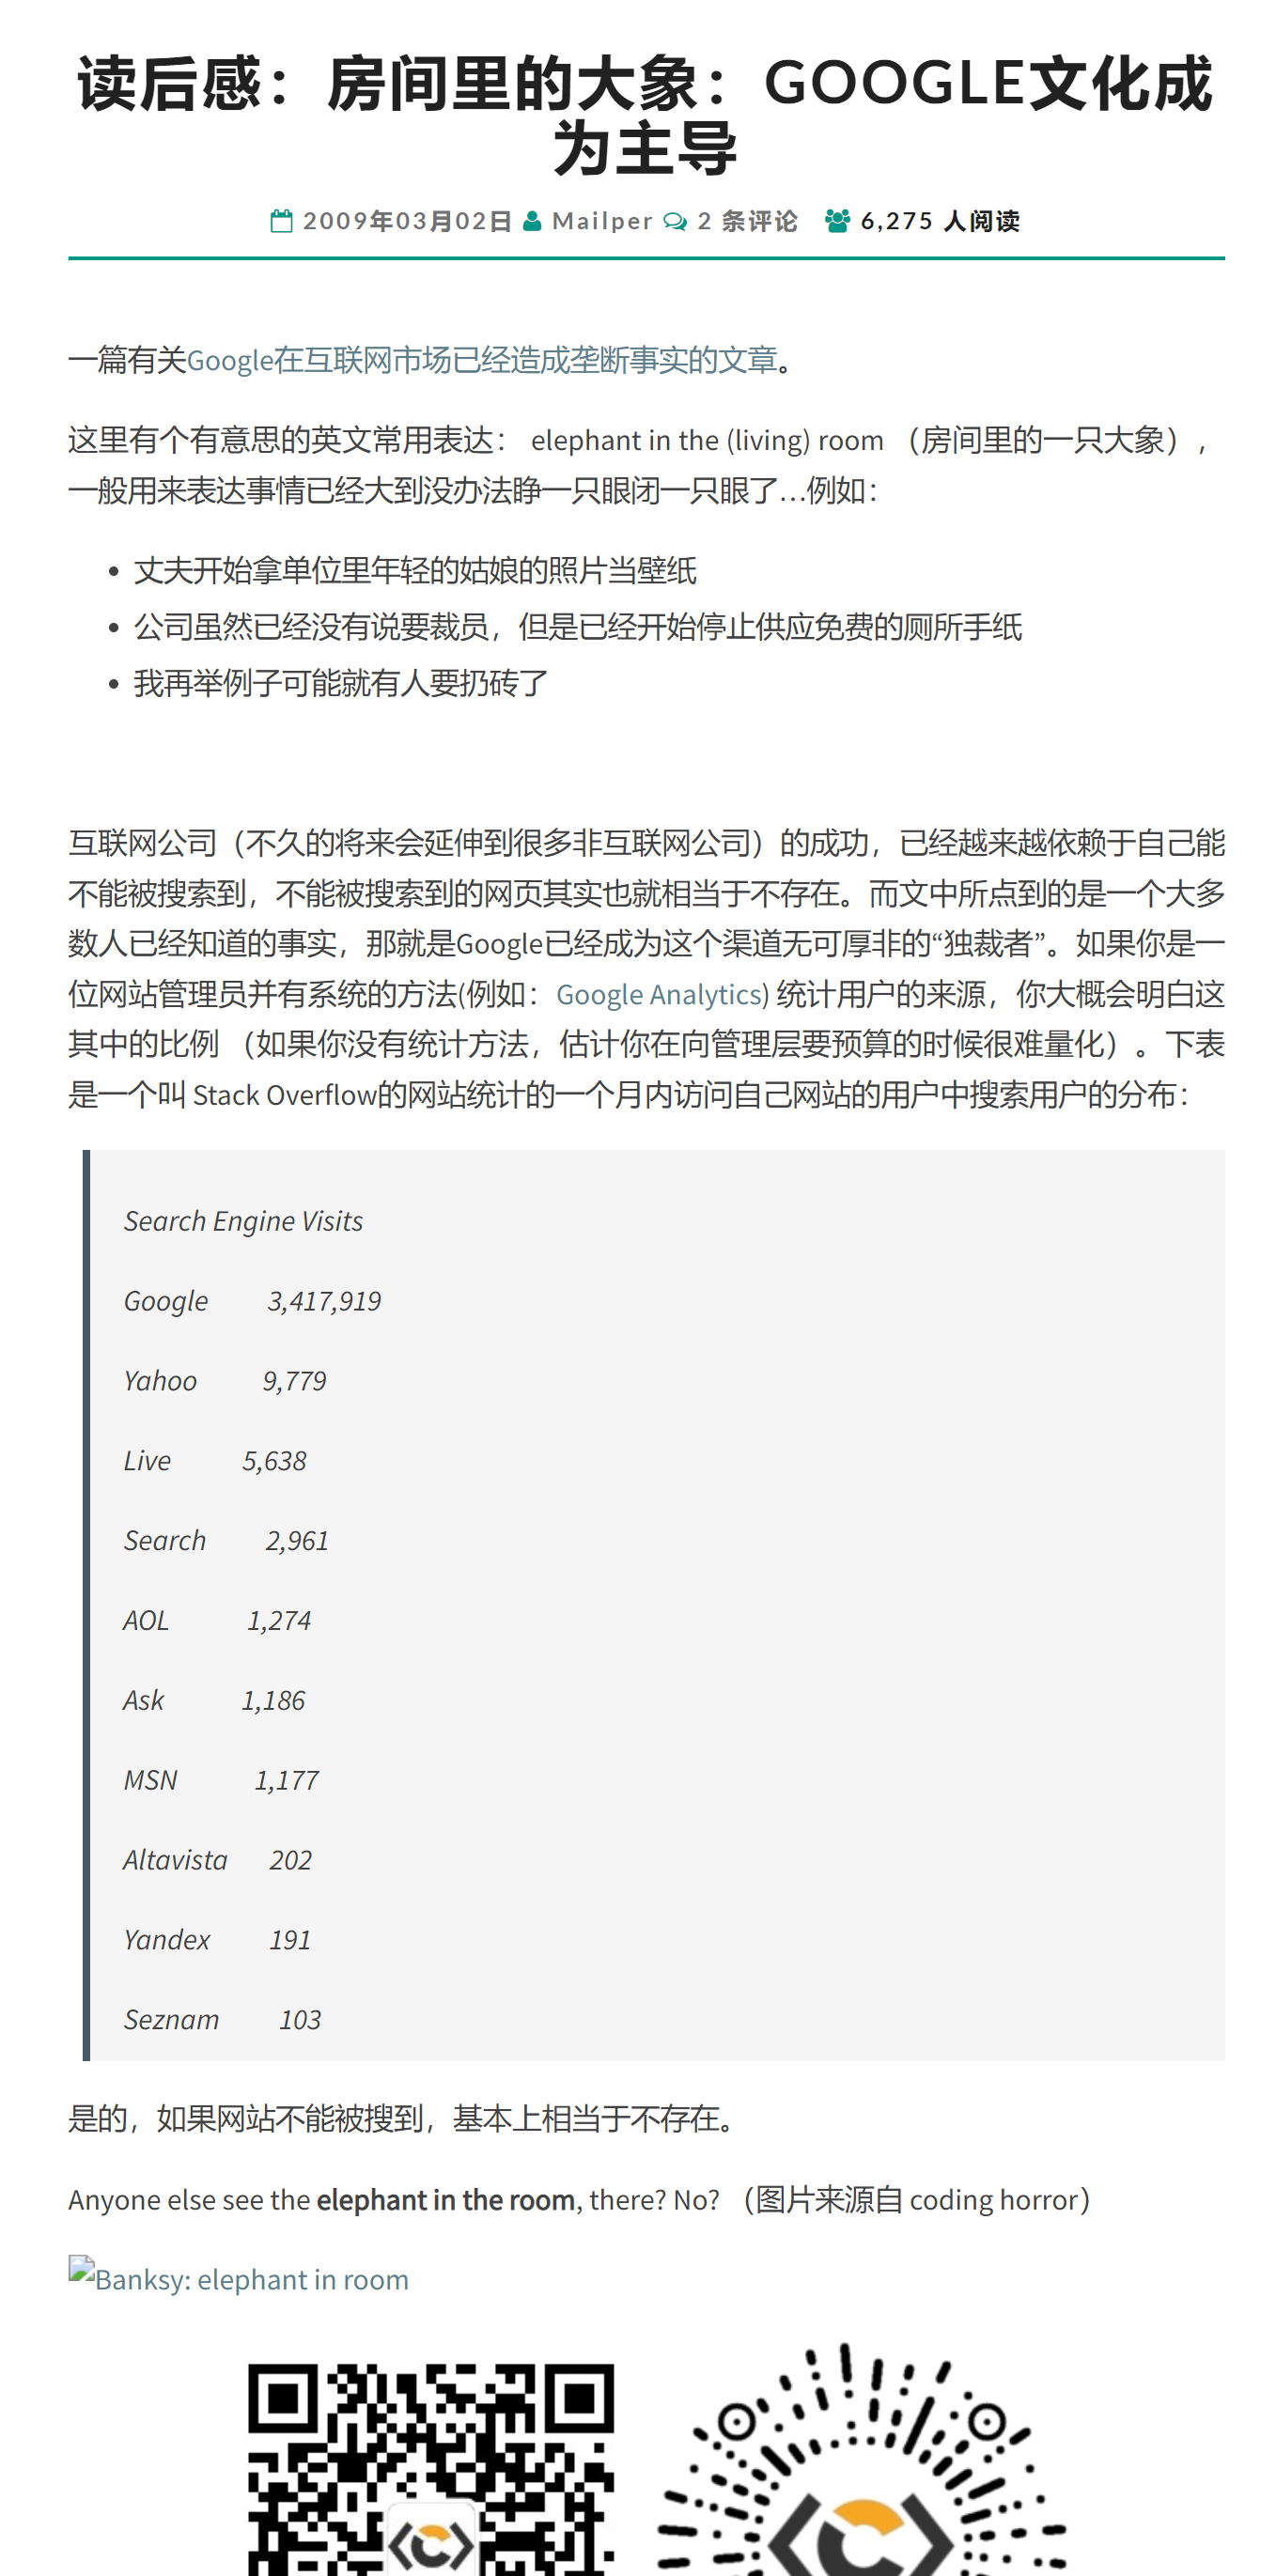 读后感：房间里的大象：GOOGLE文化成
为主导
2009年03月02日 Mailper 2 条评论 6,275 人阅读
一篇有关Google在互联网市场已经造成垄断事实的文章。
这里有个有意思的英文常用表达： elephant in the (living) room （房间里的一只大象），
一般用来表达事情已经大到没办法睁一只眼闭一只眼了…例如：
• 丈夫开始拿单位里年轻的姑娘的照片当壁纸
• 公司虽然已经没有说要裁员，但是已经开始停止供应免费的厕所手纸
• 我再举例子可能就有人要扔砖了
互联网公司（不久的将来会延伸到很多非互联网公司）的成功，已经越来越依赖于自己能
不能被搜索到，不能被搜索到的网页其实也就相当于不存在。而文中所点到的是一个大多
数人已经知道的事实，那就是Google已经成为这个渠道无可厚非的“独裁者”。如果你是一
位网站管理员并有系统的方法(例如：Google Analytics) 统计用户的来源，你大概会明白这
其中的比例 （如果你没有统计方法，估计你在向管理层要预算的时候很难量化）。下表
是一个叫 Stack Overflow的网站统计的一个月内访问自己网站的用户中搜索用户的分布：
Search Engine Visits
Google 3,417,919
Yahoo 9,779
Live 5,638
Search 2,961
AOL 1,274
Ask 1,186
MSN 1,177
Altavista 202
Yandex 191
Seznam 103
是的，如果网站不能被搜到，基本上相当于不存在。
Anyone else see the elephant in the room, there? No? （图片来源自 coding horror）
Banksy: elephant in room